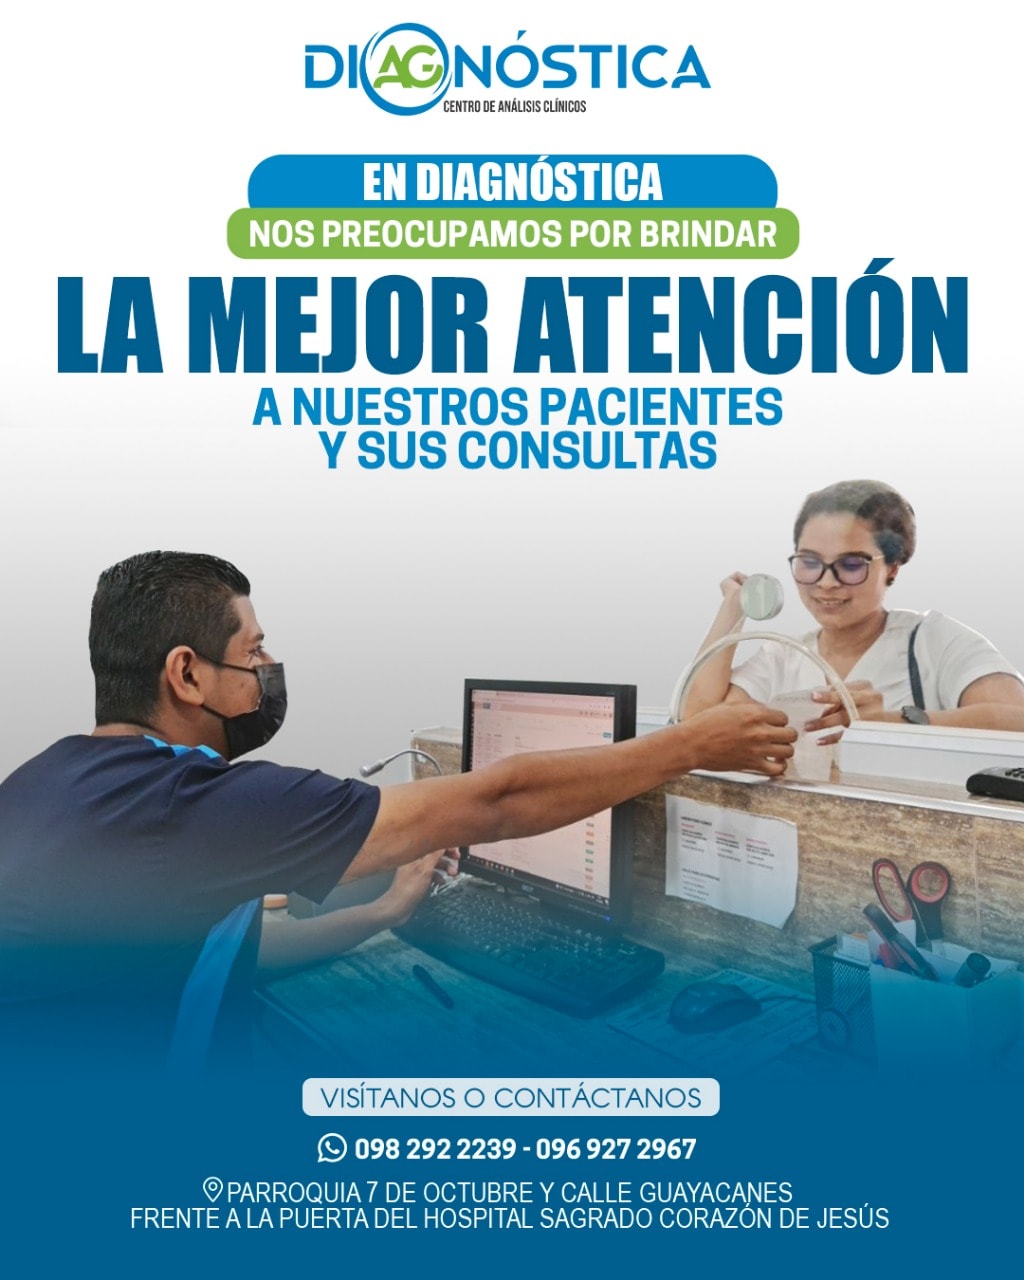 DIAGNÓSTICA
CENTRO DE ANÁLISIS CLÍNICOS
EN DIAGNÓSTICA
NOS PREOCUPAMOS POR BRINDAR
LA MEJOR ATENCIÓN
A NUESTROS PACIENTES
Y SUS CONSULTAS
VISÍTANOS O CONTÁCTANOS
098 292 2239 - 096 927 2967
PARROQUIA 7 DE OCTUBRE Y CALLE GUAYACANES
FRENTE A LA PUERTA DEL HOSPITAL SAGRADO CORAZÓN DE JESÚS